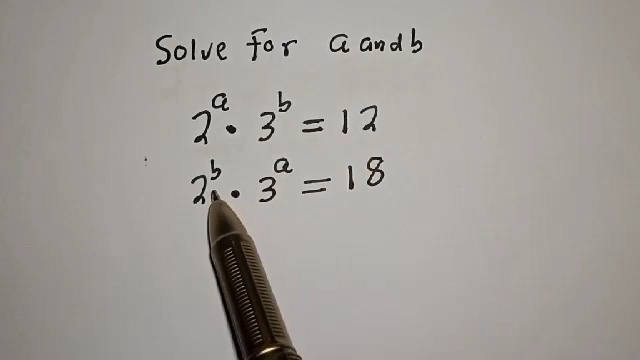 Solve for a and b
2^a · 3^b = 12
2^b · 3^a = 18